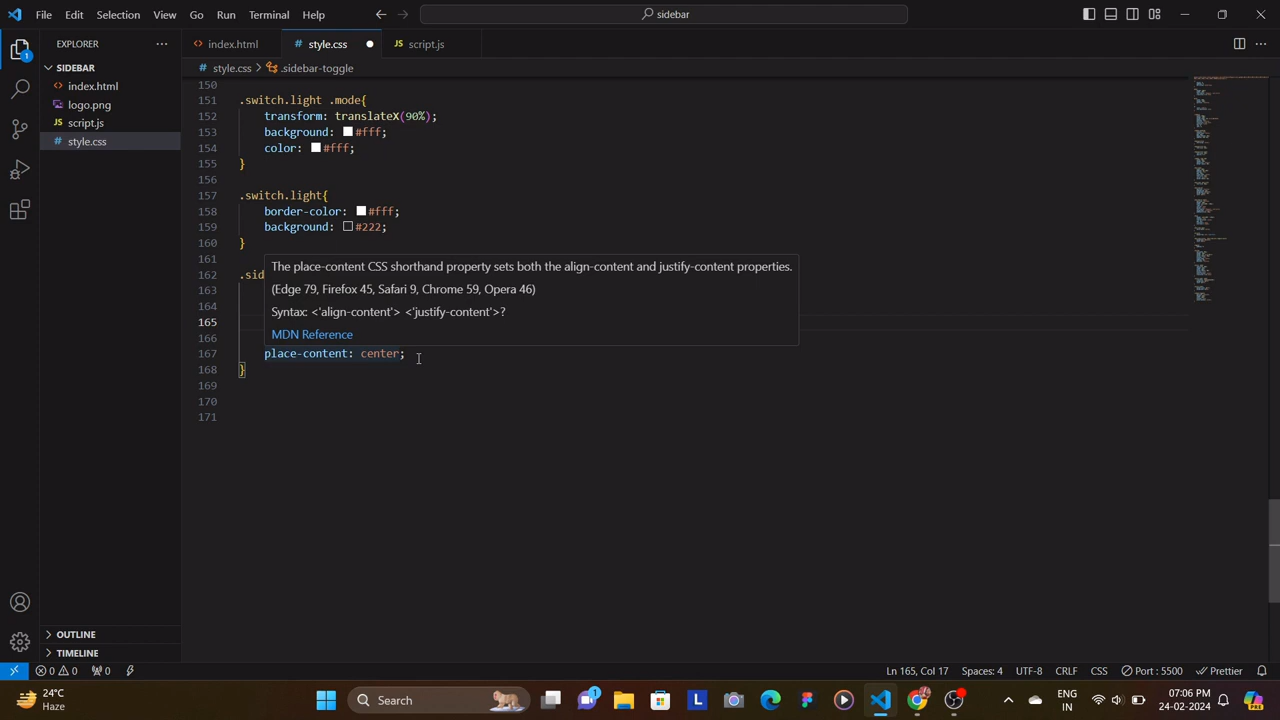 File Edit Selection View Go Run Terminal Help
sidebar
EXPLORER
index.html
style.css
script.js
1
style.css > .sidebar-toggle
SIDEBAR
index.html
logo.png
script.js
style.css
150
151 .switch.light .mode{
152 transform: translateX(90%);
153 background: #fff;
154 color: #fff;
155 }
156
157 .switch.light{
158 border-color: #fff;
159 background: #222;
160 }
161
162 .sid
The place-content CSS shorthand property sets both the align-content and justify-content properties.
163
(Edge 79, Firefox 45, Safari 9, Chrome 59, Opera 46)
164
Syntax: <'align-content'> <'justify-content'>?
165
MDN Reference
166
167 place-content: center;
168 }
169
170
171
OUTLINE
TIMELINE
0 0 0
Ln 165, Col 17 Spaces: 4 UTF-8 CRLF CSS Port : 5500 Prettier
24°C
Haze
Search
1
ENG
IN
07:06 PM
24-02-2024
PRE